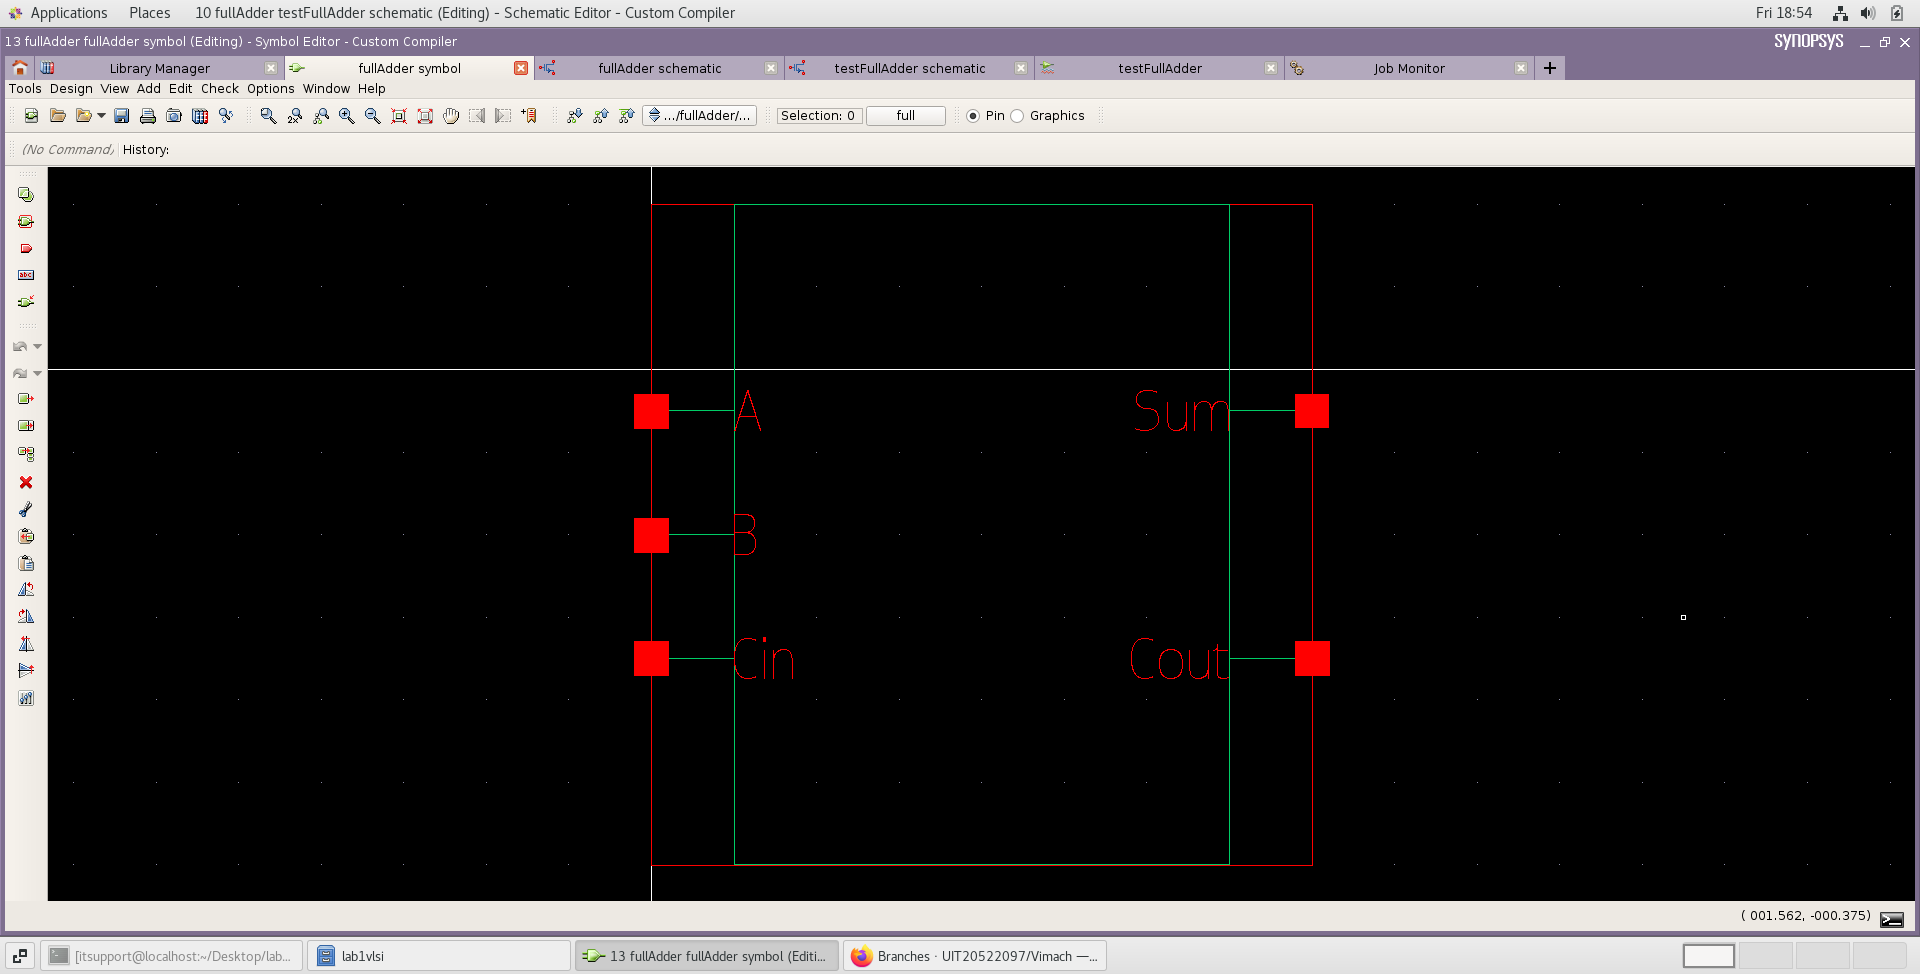 Applications Places 10 fullAdder testFullAdder schematic (Editing) - Schematic Editor - Custom Compiler Fri 18:54
13 fullAdder fullAdder symbol (Editing) - Symbol Editor - Custom Compiler SYNOPSYS
Library Manager fullAdder symbol fullAdder schematic testFullAdder schematic testFullAdder Job Monitor
Tools Design View Add Edit Check Options Window Help
.../fullAdder/... Selection: 0 full Pin Graphics
(No Command) History:
A Sum
B
Cin Cout
( 001.562, -000.375)
[itsupport@localhost:~/Desktop/lab... lab1vlsi 13 fullAdder fullAdder symbol (Editi... Branches · UIT20522097/Vimach —...